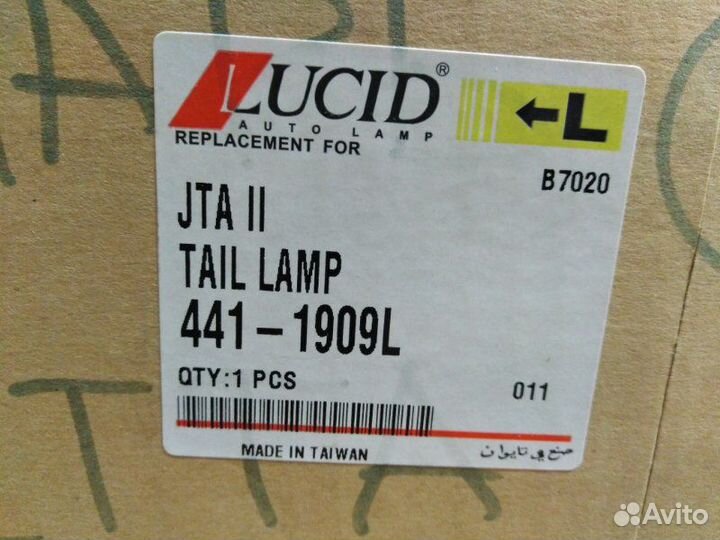 LUCID®
AUTO LAMP
REPLACEMENT FOR
←L
B7020
JTA II
TAIL LAMP
441-1909L
QTY:1 PCS
011
MADE IN TAIWAN
صنع في تايوان
Avito